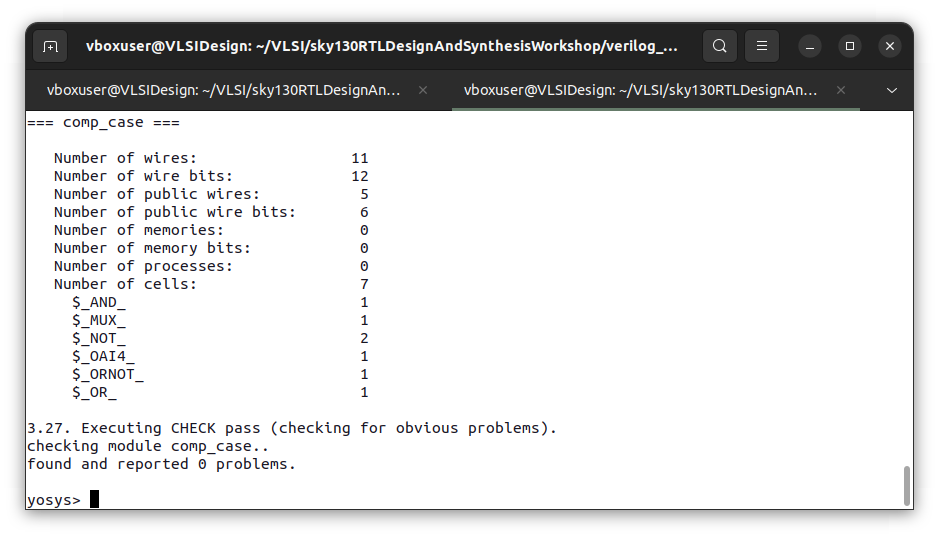 vboxuser@VLSIDesign: ~/VLSI/sky130RTLDesignAndSynthesisWorkshop/verilog_...
vboxuser@VLSIDesign: ~/VLSI/sky130RTLDesignAn...
vboxuser@VLSIDesign: ~/VLSI/sky130RTLDesignAn...
=== comp_case ===
Number of wires: 11
Number of wire bits: 12
Number of public wires: 5
Number of public wire bits: 6
Number of memories: 0
Number of memory bits: 0
Number of processes: 0
Number of cells: 7
$_AND_ 1
$_MUX_ 1
$_NOT_ 2
$_OAI4_ 1
$_ORNOT_ 1
$_OR_ 1
3.27. Executing CHECK pass (checking for obvious problems).
checking module comp_case..
found and reported 0 problems.
yosys>